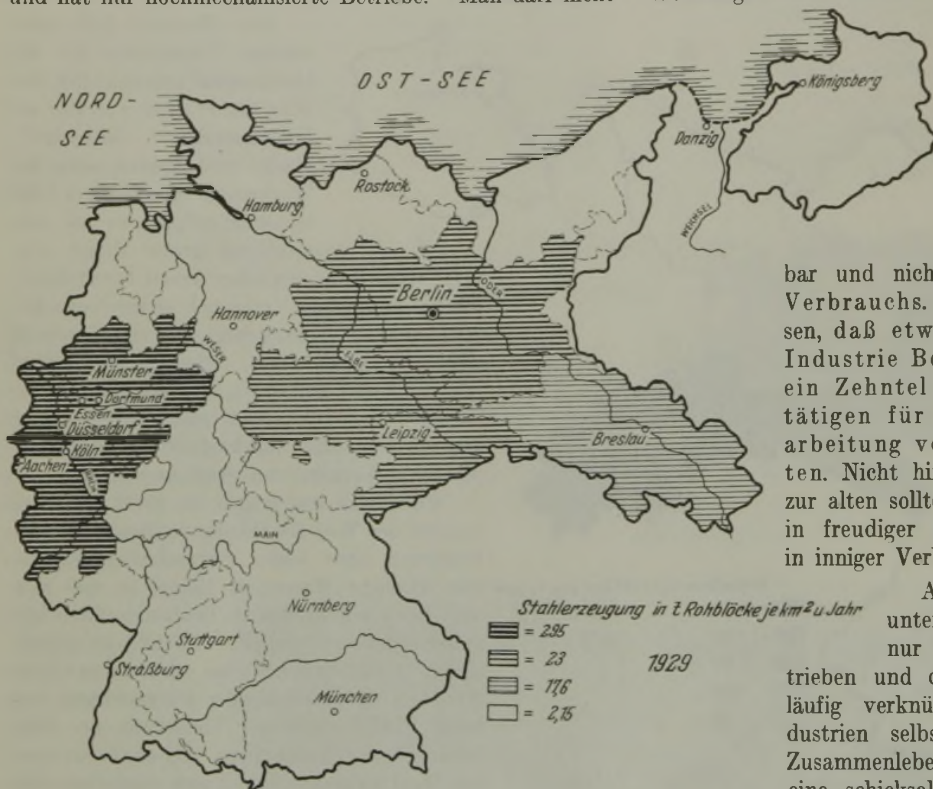 und hat nur hochmechanisierte Betriebe. Man darf nicht
NORD-
SEE
OST-SEE
Königsberg
Danzig
WEICHSEL
Rostock
Hamburg
Berlin
ODER
Hannover
WESER
ELBE
Münster
Dortmund
Essen
Düsseldorf
Köln
Aachen
Leipzig
Breslau
MAIN
Nürnberg
Stuttgart
Straßburg
München
Stahlerzeugung in t Rohblöcke je km² u Jahr
= 295
= 23
= 17,6
= 2,15
1929
bar und nich
Verbrauchs.
sen, daß etw
Industrie Be
ein Zehntel
tätigen für
arbeitung ve
ten. Nicht hi
zur alten sollte
in freudiger
in inniger Verl
A
unter
nur
trieben und d
läufig verknü
dustrien selbs
Zusammenlebe
eine schicksal